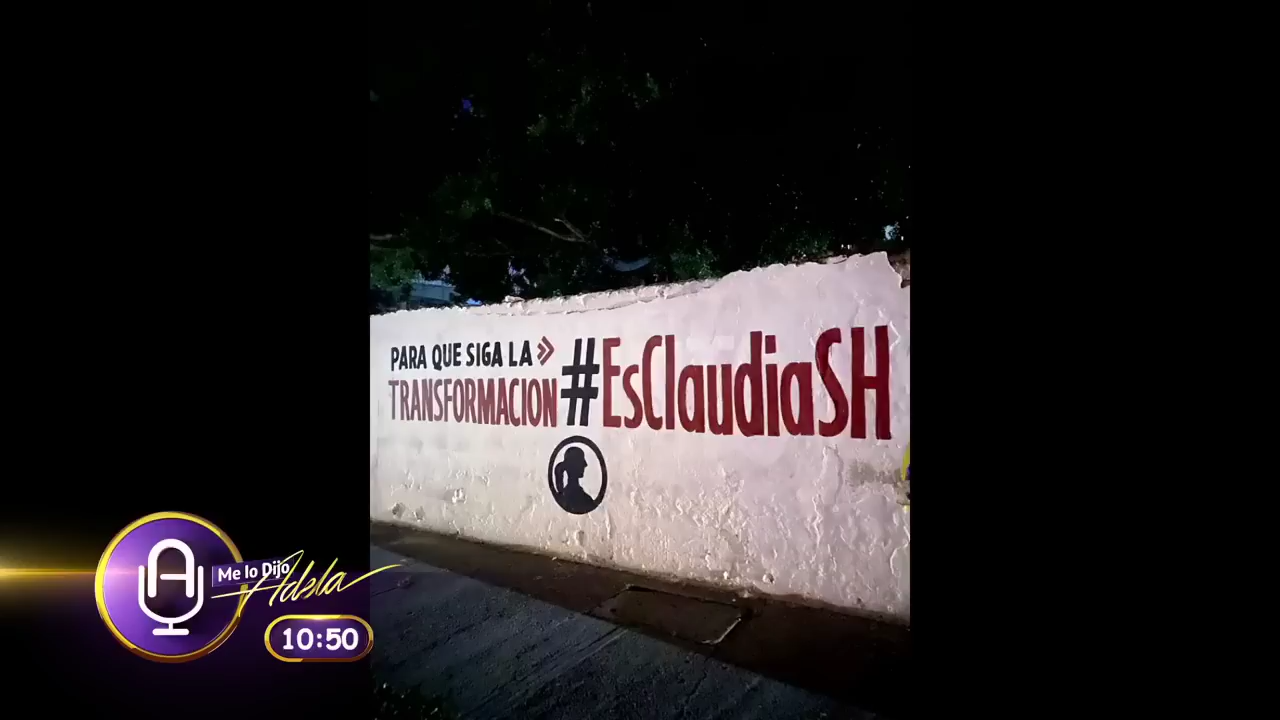 PARA QUE SIGA LA »
TRANSFORMACION #EsClaudiaSH
Me lo Dijo
Adela
10:50